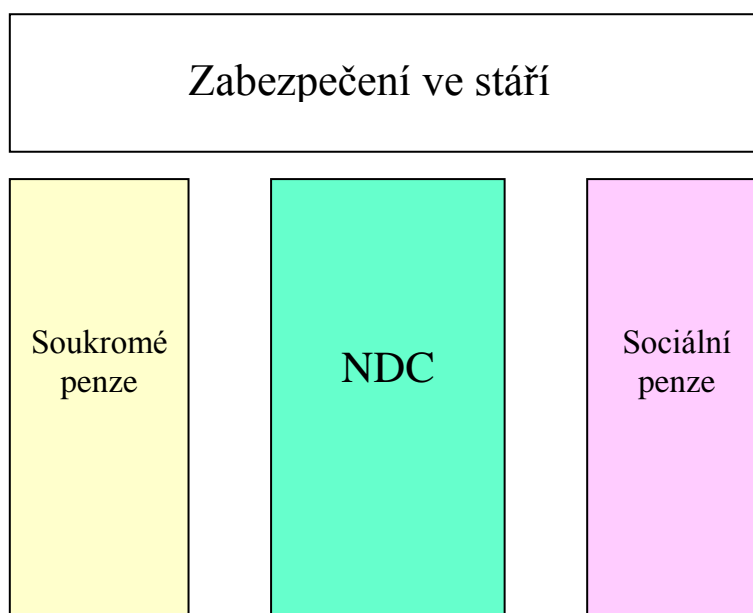 Zabezpečení ve stáří
Soukromé
penze
NDC
Sociální
penze